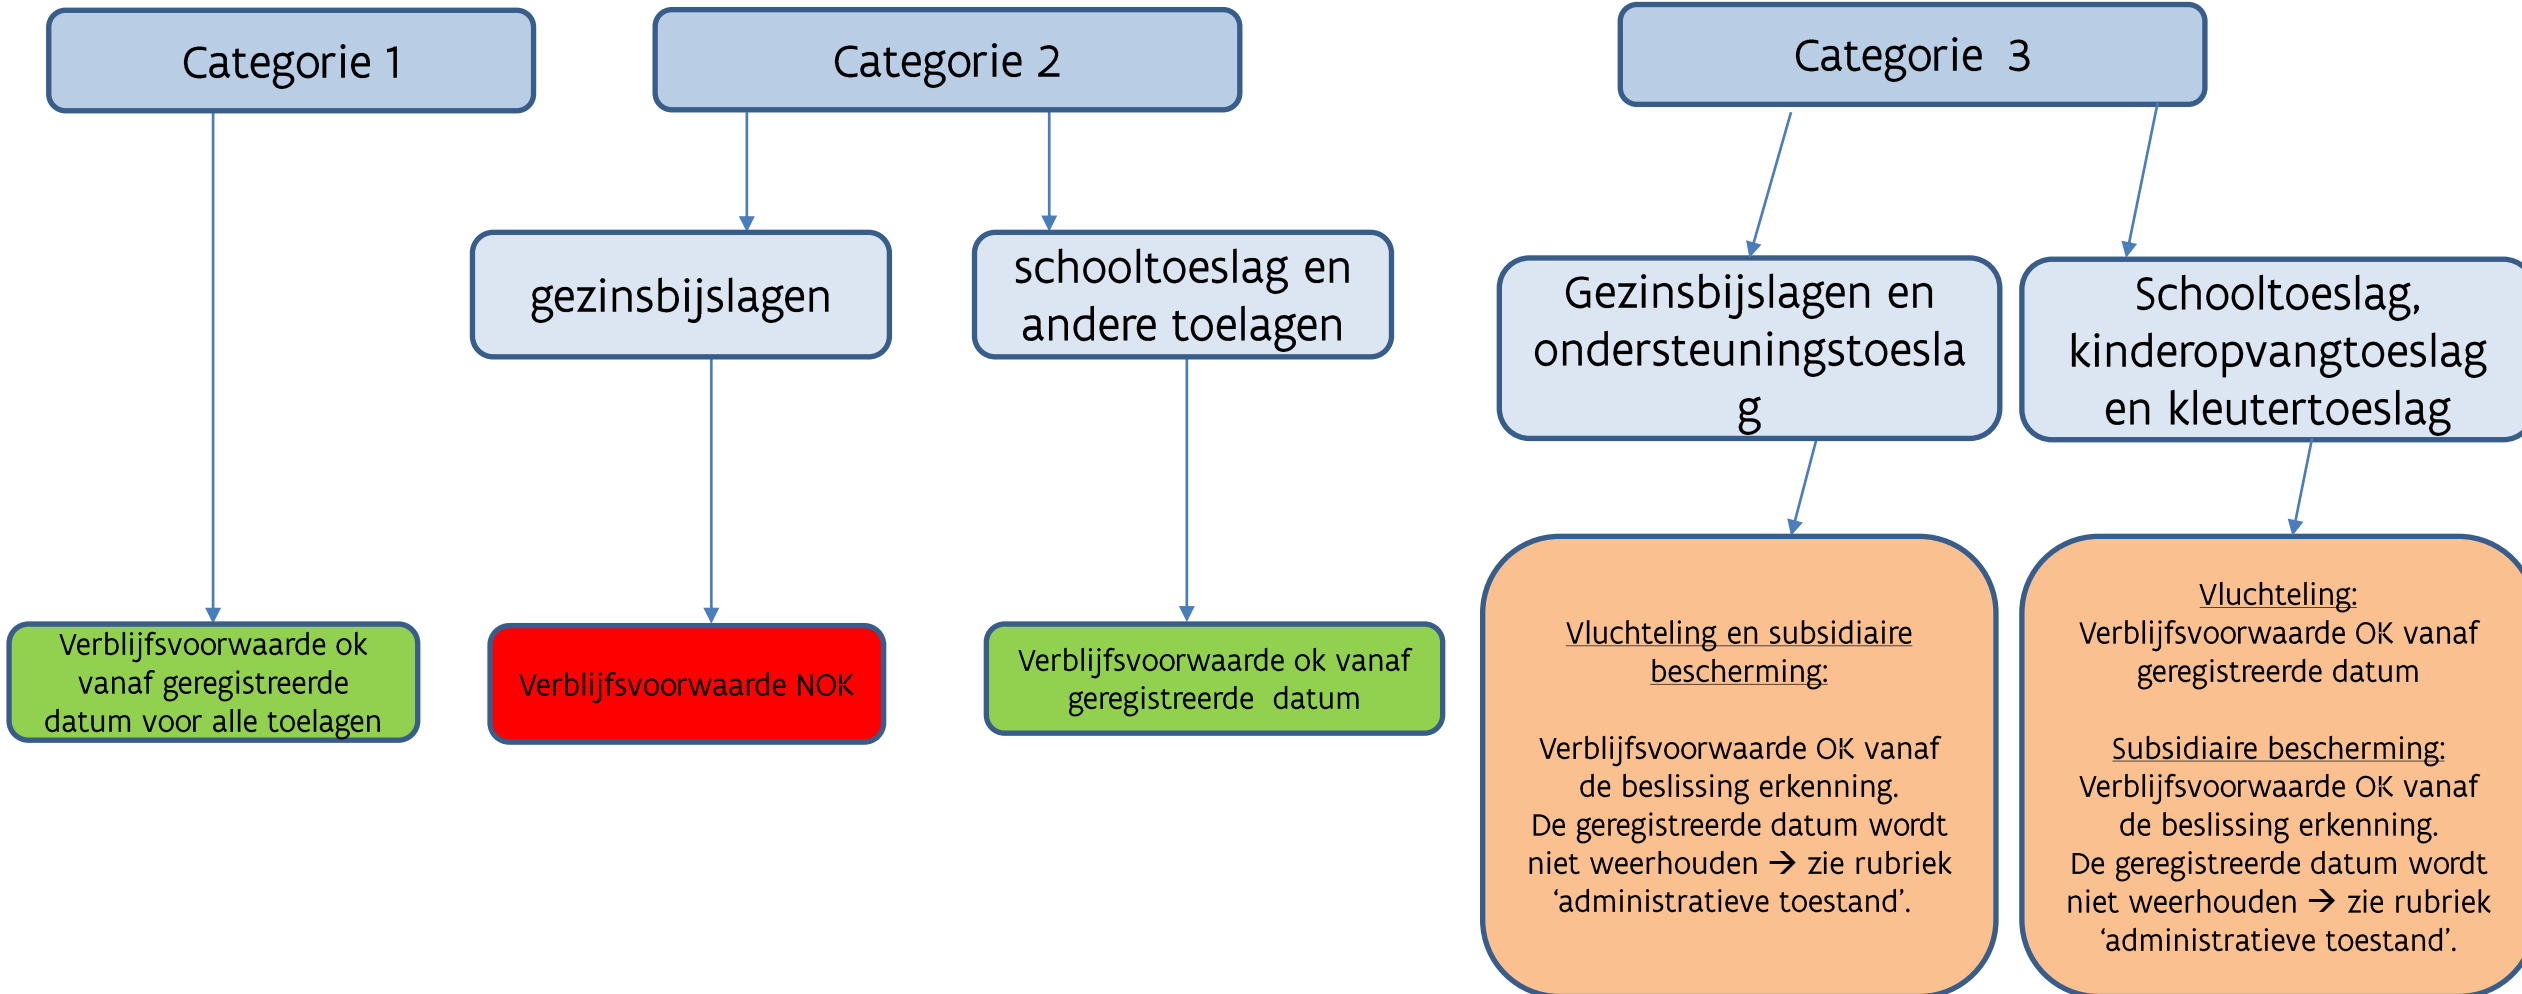 Categorie 1
Categorie 2
Categorie  3
gezinsbijslagen
schooltoeslag en
andere toelagen
Gezinsbijslagen en
ondersteuningstoesla
g
Schooltoeslag,
kinderopvangtoeslag
en kleutertoeslag
Verblijfsvoorwaarde ok
vanaf geregistreerde
datum voor alle toelagen
Verblijfsvoorwaarde NOK
Verblijfsvoorwaarde ok vanaf
geregistreerde  datum
Vluchteling en subsidiaire
bescherming:
Verblijfsvoorwaarde OK vanaf
de beslissing erkenning.
De geregistreerde datum wordt
niet weerhouden → zie rubriek
‘administratieve toestand’.
Vluchteling:
Verblijfsvoorwaarde OK vanaf
geregistreerde datum
Subsidiaire bescherming:
Verblijfsvoorwaarde OK vanaf
de beslissing erkenning.
De geregistreerde datum wordt
niet weerhouden → zie rubriek
‘administratieve toestand’.